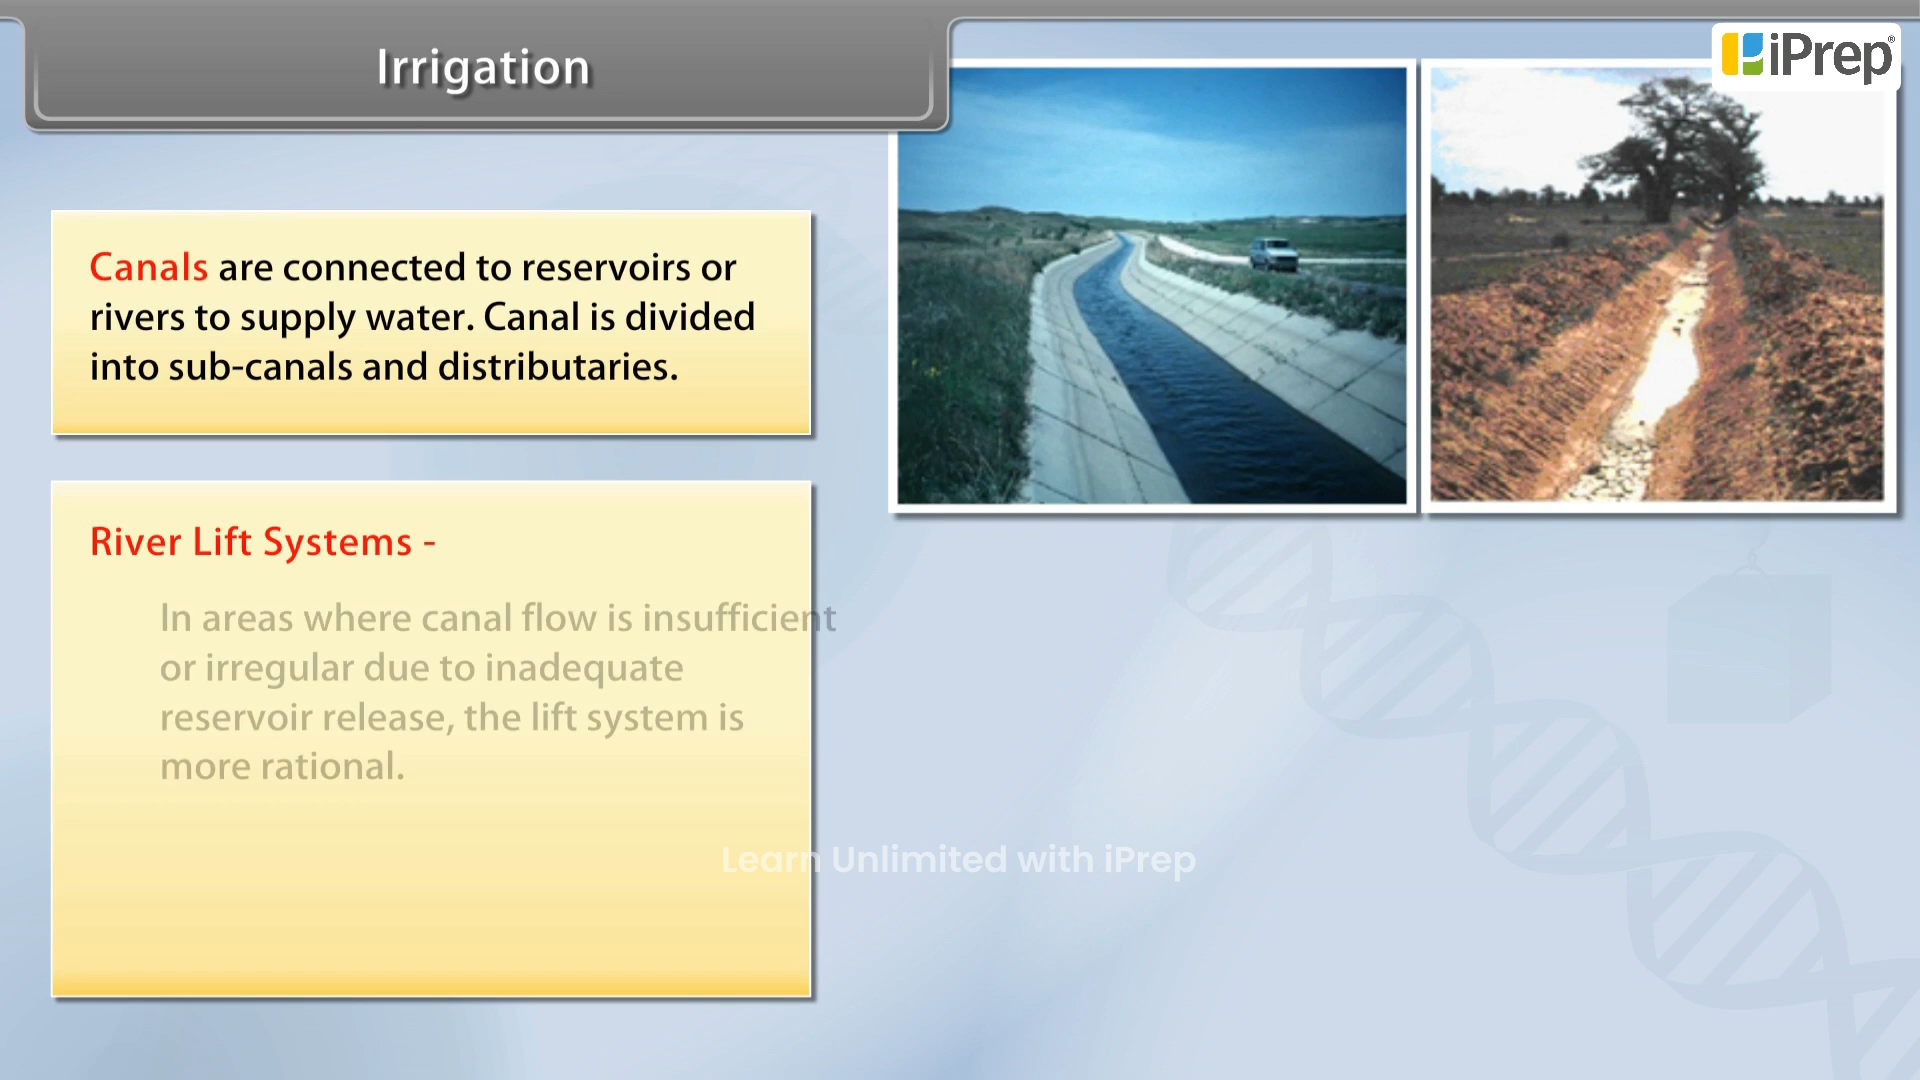 Irrigation
iPrep®
Canals are connected to reservoirs or
rivers to supply water. Canal is divided
into sub-canals and distributaries.
River Lift Systems -
In areas where canal flow is insufficient
or irregular due to inadequate
reservoir release, the lift system is
more rational.
Learn Unlimited with iPrep